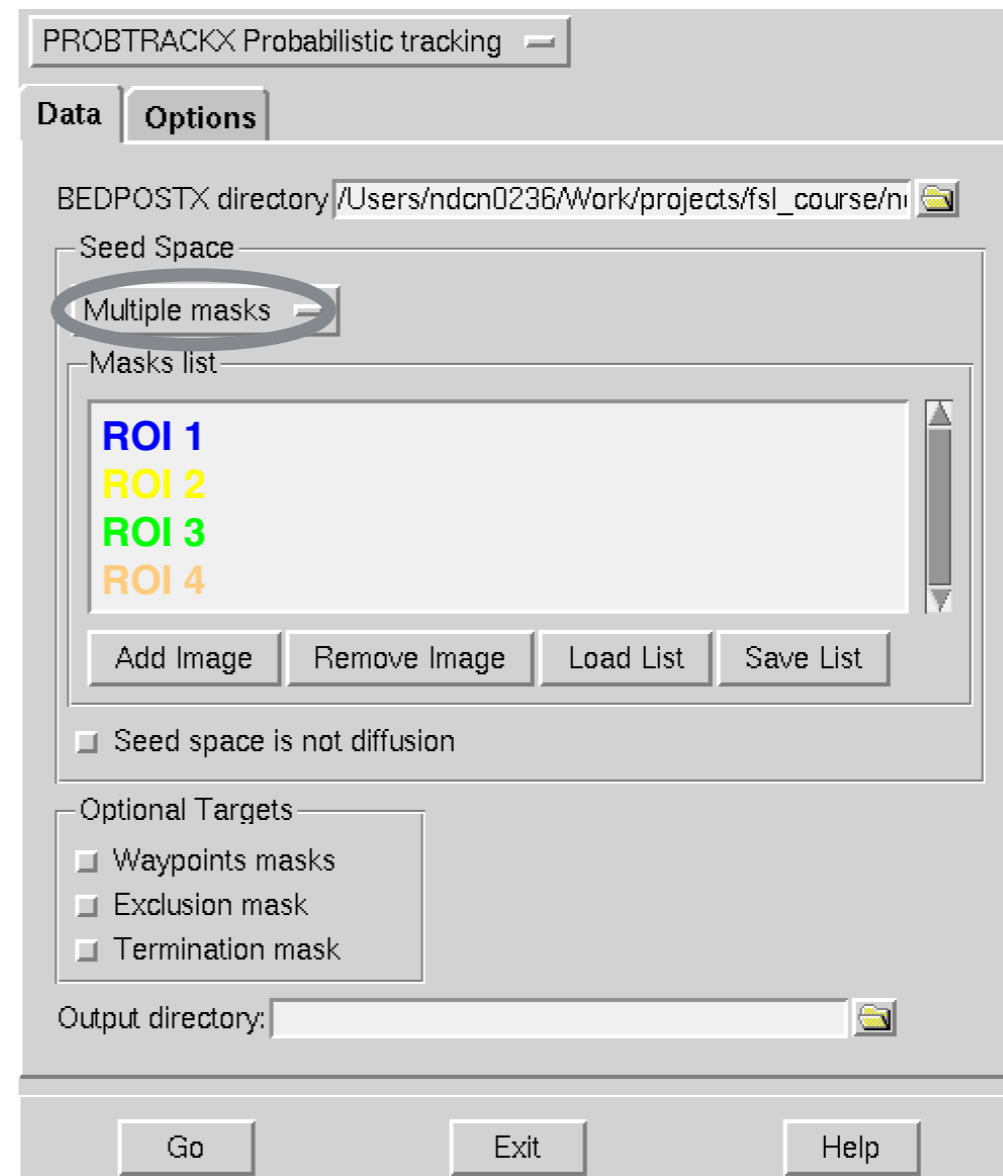 PROBTRACKX Probabilistic tracking
Data Options
BEDPOSTX directory /Users/ndcn0236/Work/projects/fsl_course/n
Seed Space
Multiple masks
Masks list
ROI 1
ROI 2
ROI 3
ROI 4
Add Image Remove Image Load List Save List
Seed space is not diffusion
Optional Targets
Waypoints masks
Exclusion mask
Termination mask
Output directory:
Go Exit Help